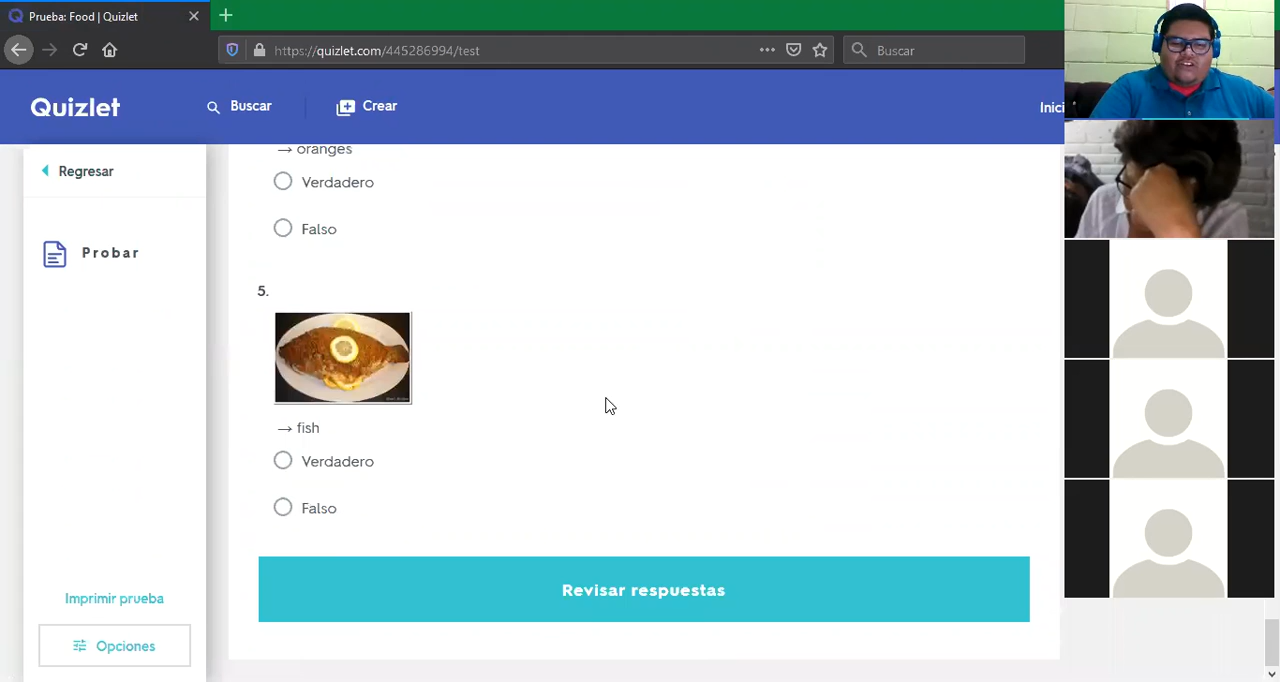 Prueba: Food | Quizlet
https://quizlet.com/445286994/test
Buscar
Quizlet
Buscar
Crear
Inici
Regresar
Probar
Imprimir prueba
Opciones
→ oranges
Verdadero
Falso
5.
→ fish
Verdadero
Falso
Revisar respuestas